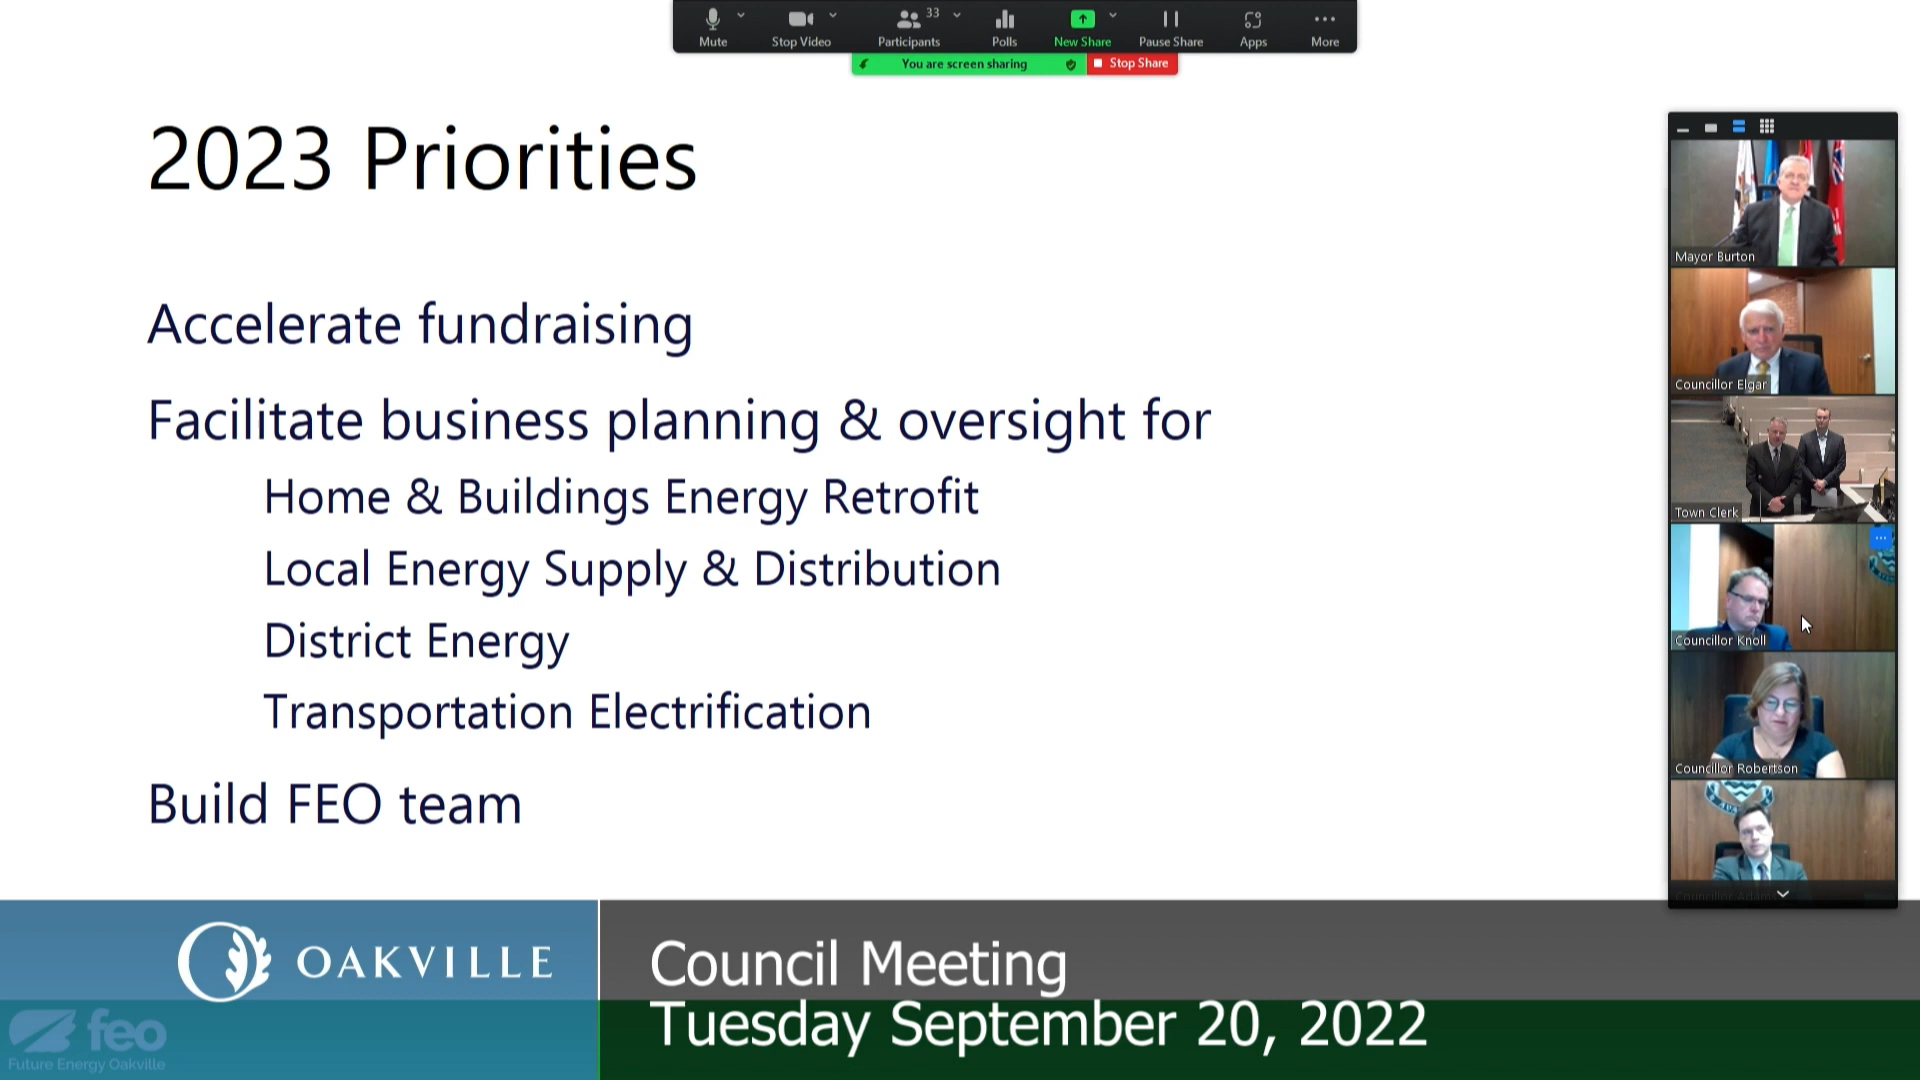 Mute
Stop Video
Participants
33
Polls
New Share
Pause Share
Apps
More
You are screen sharing
Stop Share
2023 Priorities
Accelerate fundraising
Facilitate business planning & oversight for
Home & Buildings Energy Retrofit
Local Energy Supply & Distribution
District Energy
Transportation Electrification
Build FEO team
Mayor Burton
Councillor Elgar
Town Clerk
Councillor Knoll
Councillor Robertson
Councillor Adams
OAKVILLE
Council Meeting
Tuesday September 20, 2022
feo
Future Energy Oakville